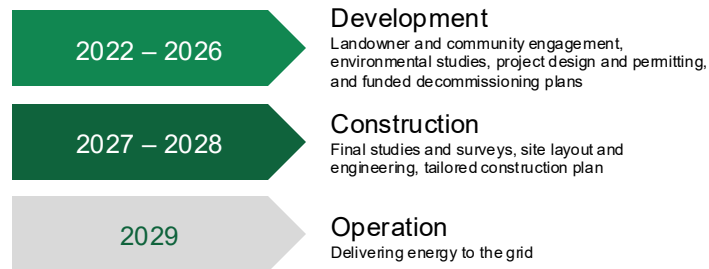 2022 – 2026
Development
Landowner and community engagement,
environmental studies, project design and permitting,
and funded decommissioning plans
2027 – 2028
Construction
Final studies and surveys, site layout and
engineering, tailored construction plan
2029
Operation
Delivering energy to the grid